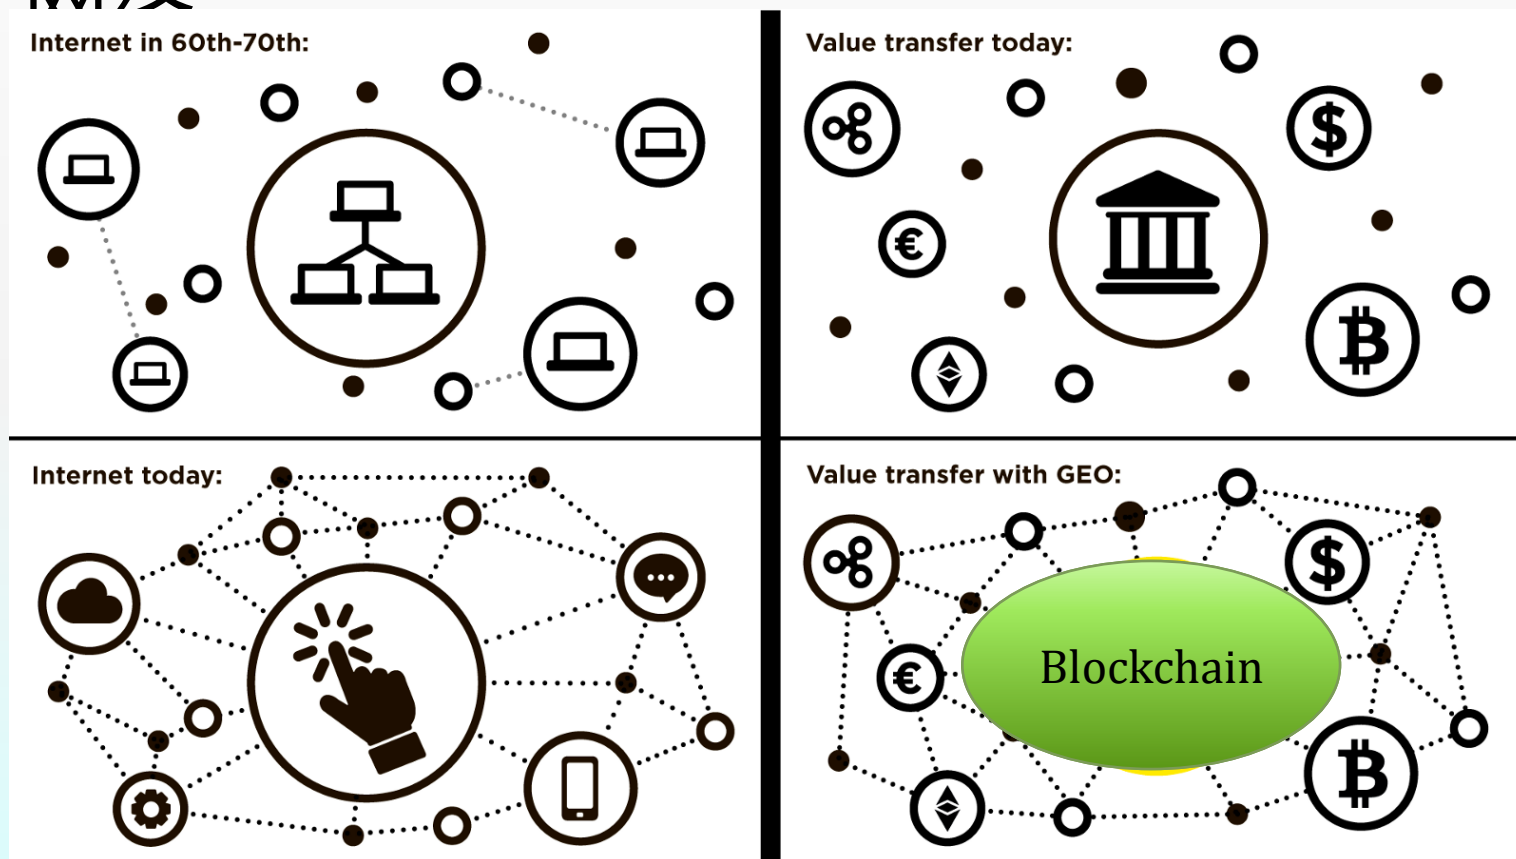 Internet in 60th-70th:
Value transfer today:
Internet today:
Value transfer with GEO:
Blockchain